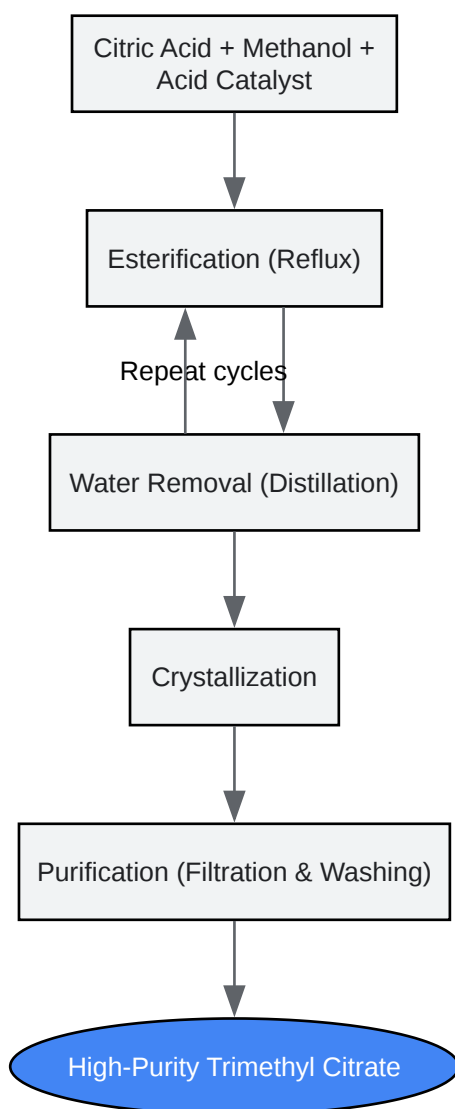 Citric Acid + Methanol +
Acid Catalyst
Esterification (Reflux)
Repeat cycles
Water Removal (Distillation)
Crystallization
Purification (Filtration & Washing)
High-Purity Trimethyl Citrate